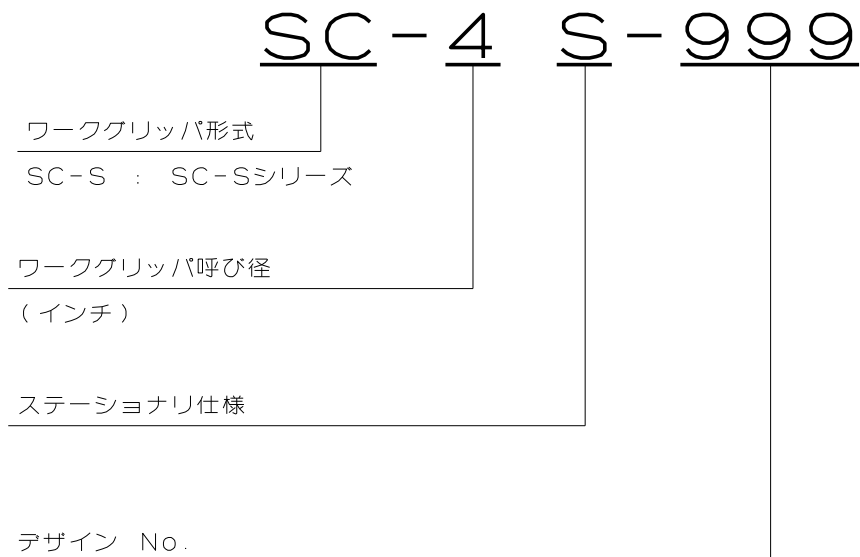 SC-4 S-999
ワークグリッパ形式
SC-S : SC-Sシリーズ
ワークグリッパ呼び径
(インチ)
ステーショナリ仕様
デザイン No.